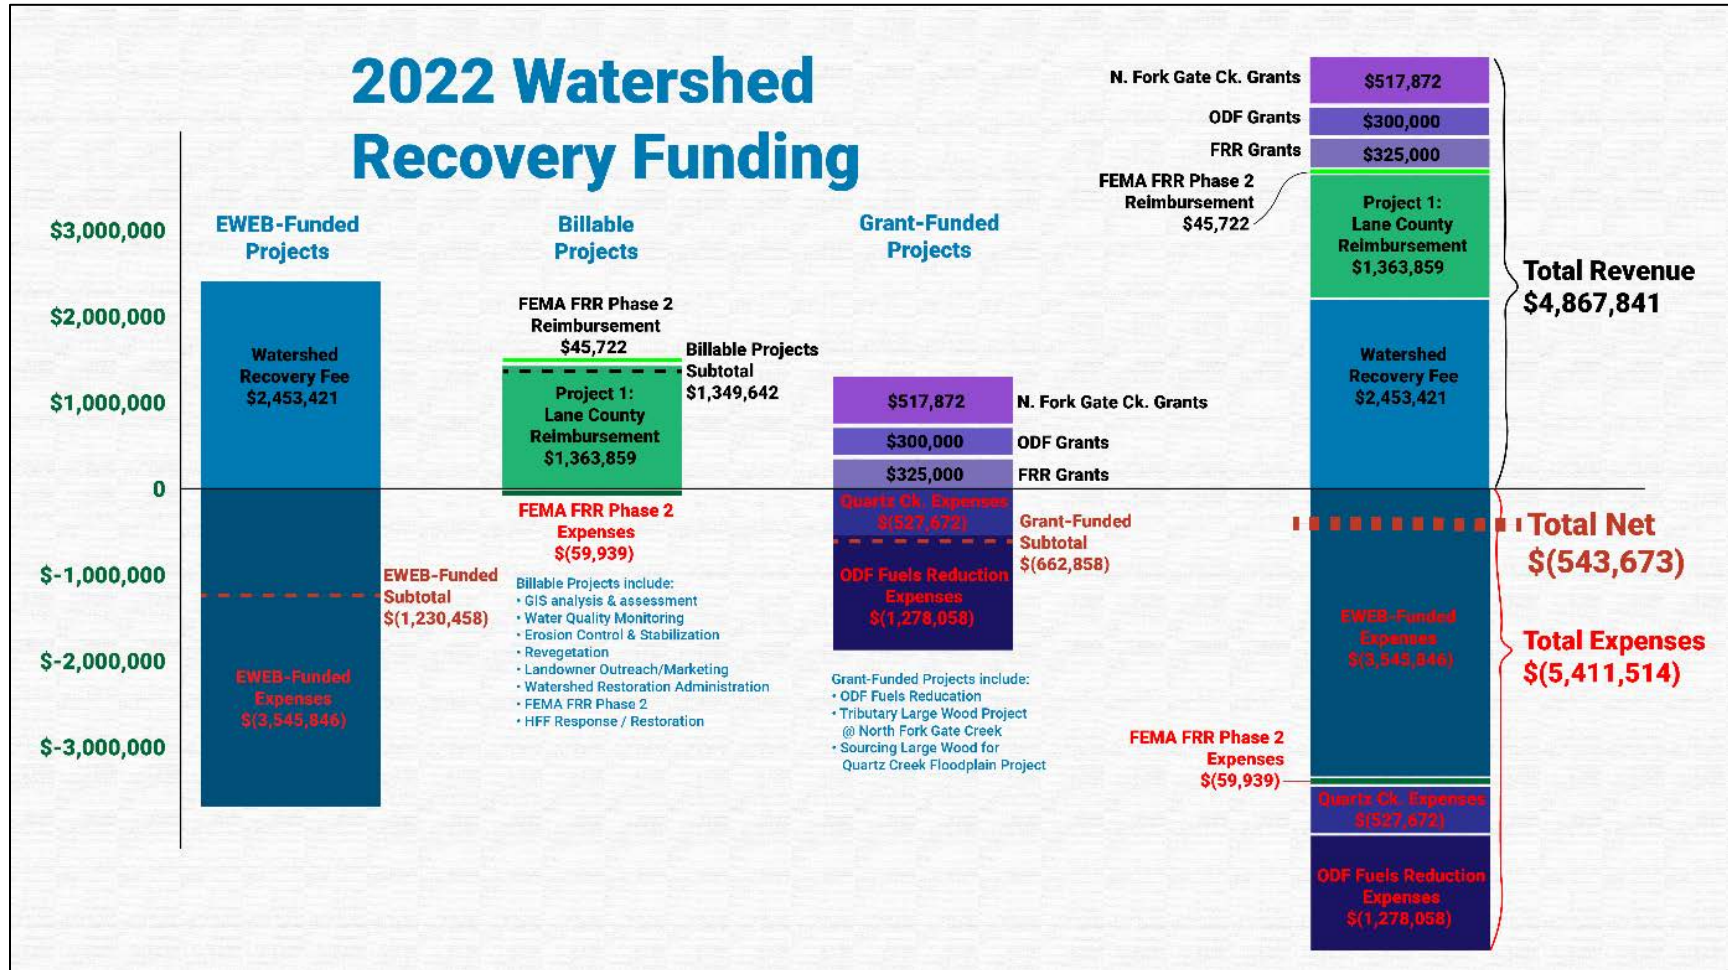 2022 Watershed
Recovery Funding
$3,000,000
$2,000,000
$1,000,000
0
$-1,000,000
$-2,000,000
$-3,000,000
EWEB-Funded
Projects
Watershed
Recovery Fee
$2,453,421
EWEB-Funded
Subtotal
$(1,230,458)
EWEB-Funded
Expenses
$(3,545,846)
Billable
Projects
FEMA FRR Phase 2
Reimbursement
$45,722
Billable Projects
Subtotal
$1,349,642
Project 1:
Lane County
Reimbursement
$1,363,859
FEMA FRR Phase 2
Expenses
$(59,939)
Billable Projects include:
• GIS analysis & assessment
• Water Quality Monitoring
• Erosion Control & Stabilization
• Revegetation
• Landowner Outreach/Marketing
• Watershed Restoration Administration
• FEMA FRR Phase 2
• HFF Response / Restoration
Grant-Funded
Projects
$517,872 N. Fork Gate Ck. Grants
$300,000 ODF Grants
$325,000 FRR Grants
Quartz Ck. Expenses
$(527,672)
Grant-Funded
Subtotal
$(662,858)
ODF Fuels Reduction
Expenses
$(1,278,058)
Grant-Funded Projects include:
• ODF Fuels Reducation
• Tributary Large Wood Project
@ North Fork Gate Creek
• Sourcing Large Wood for
Quartz Creek Floodplain Project
N. Fork Gate Ck. Grants $517,872
ODF Grants $300,000
FRR Grants $325,000
FEMA FRR Phase 2
Reimbursement
$45,722
Project 1:
Lane County
Reimbursement
$1,363,859
Total Revenue
$4,867,841
Watershed
Recovery Fee
$2,453,421
Total Net
$(543,673)
EWEB-Funded
Expenses
$(3,545,846)
Total Expenses
$(5,411,514)
FEMA FRR Phase 2
Expenses
$(59,939)
Quartz Ck. Expenses
$(527,672)
ODF Fuels Reduction
Expenses
$(1,278,058)